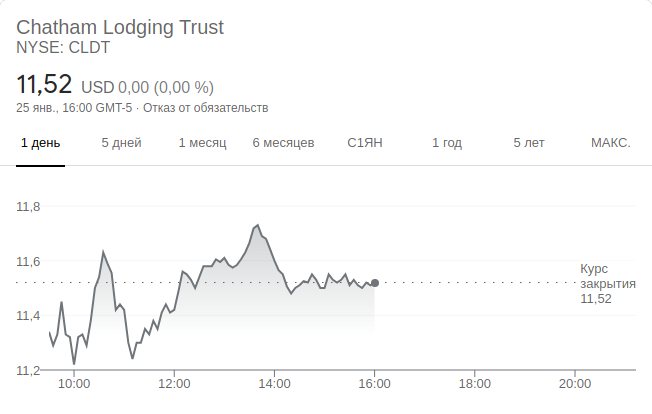 Chatham Lodging Trust
NYSE: CLDT
11,52 USD 0,00 (0,00 %)
25 янв., 16:00 GMT-5 · Отказ от обязательств
1 день 5 дней 1 месяц 6 месяцев С1ЯН 1 год 5 лет МАКС.
11,8
11,6
Курс
закрытия
11,52
11,4
11,2
10:00 12:00 14:00 16:00 18:00 20:00